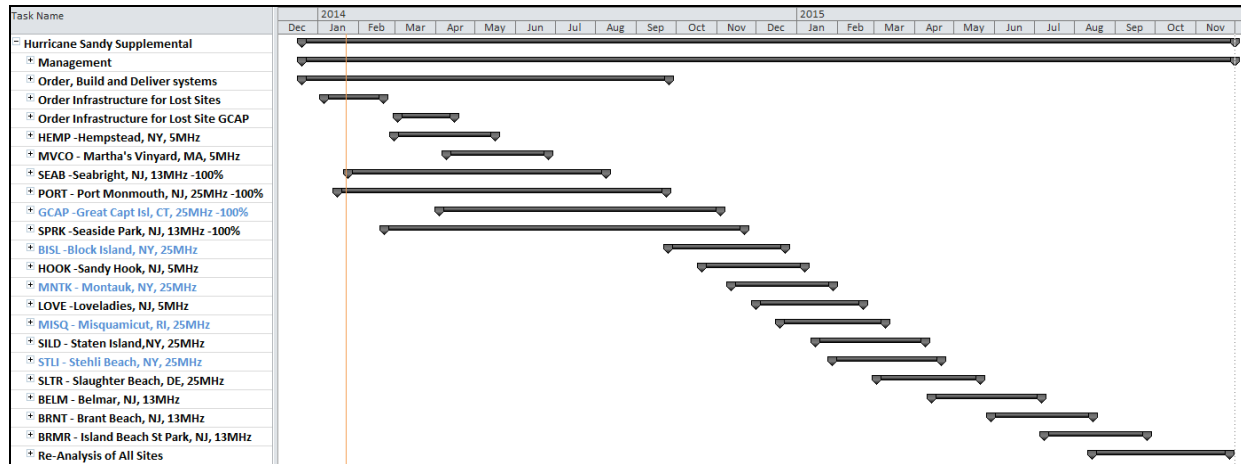 Task Name
2014 2015
Dec Jan Feb Mar Apr May Jun Jul Aug Sep Oct Nov Dec Jan Feb Mar Apr May Jun Jul Aug Sep Oct Nov
Hurricane Sandy Supplemental
Management
Order, Build and Deliver systems
Order Infrastructure for Lost Sites
Order Infrastructure for Lost Site GCAP
HEMP -Hempstead, NY, 5MHz
MVCO - Martha's Vinyard, MA, 5MHz
SEAB -Seabright, NJ, 13MHz -100%
PORT - Port Monmouth, NJ, 25MHz -100%
GCAP -Great Capt Isl, CT, 25MHz -100%
SPRK -Seaside Park, NJ, 13MHz -100%
BISL -Block Island, NY, 25MHz
HOOK -Sandy Hook, NJ, 5MHz
MNTK - Montauk, NY, 25MHz
LOVE -Loveladies, NJ, 5MHz
MISQ - Misquamicut, RI, 25MHz
SILD - Staten Island,NY, 25MHz
STLI - Stehli Beach, NY, 25MHz
SLTR - Slaughter Beach, DE, 25MHz
BELM - Belmar, NJ, 13MHz
BRNT - Brant Beach, NJ, 13MHz
BRMR - Island Beach St Park, NJ, 13MHz
Re-Analysis of All Sites